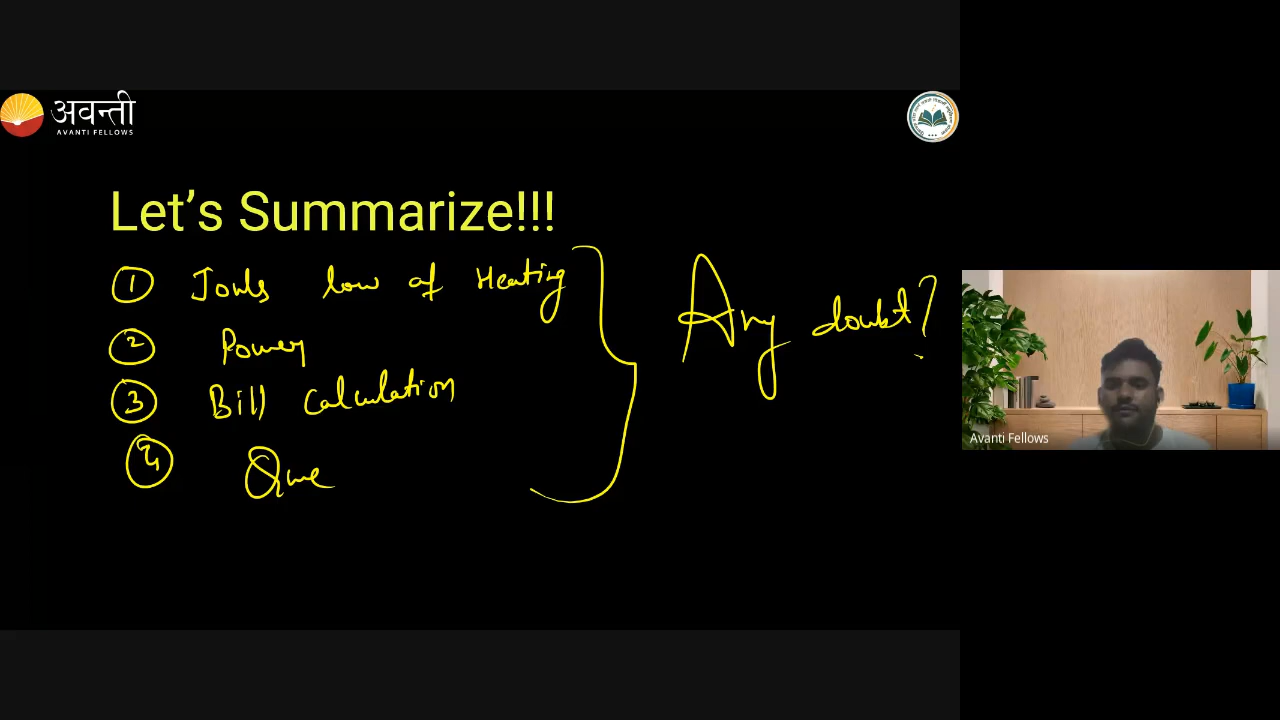 अवन्ती
AVANTI FELLOWS
Let's Summarize!!!
1 Jouls law of Heating
2 Power
3 Bill calculation
4 Que
Any doubt?
Avanti Fellows